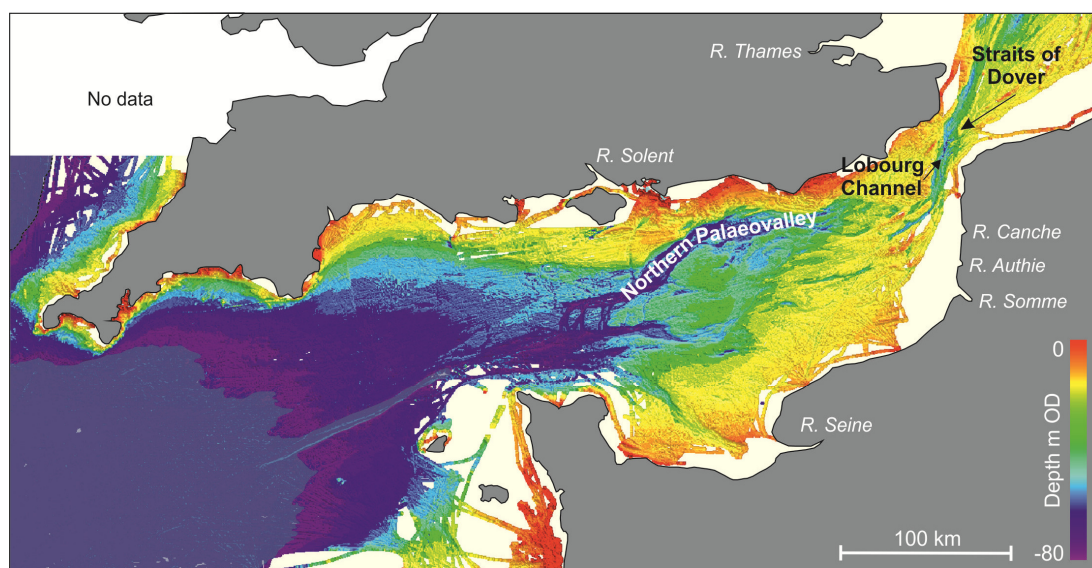 R. Thames
Straits of
Dover
No data
R. Solent
Lobourg
Channel
Northern Palaeovalley
R. Canche
R. Authie
R. Somme
0
Depth m OD
R. Seine
100 km
-80